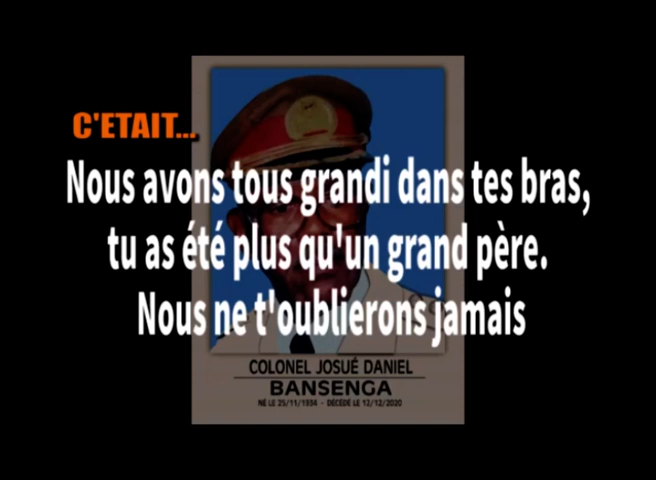 C'ETAIT...
Nous avons tous grandi dans tes bras,
tu as été plus qu'un grand père.
Nous ne t'oublierons jamais
COLONEL JOSUÉ DANIEL
BANSENGA
NÉ LE 25/11/1934 - DÉCÉDÉ LE 12/12/2020